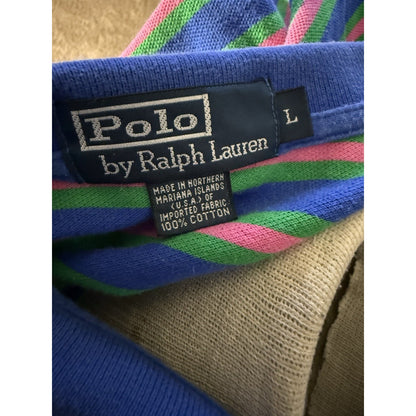 Polo
by Ralph Lauren
L
MADE IN NORTHERN
MARIANA ISLANDS
(U.S.A.) OF
IMPORTED FABRIC
100% COTTON